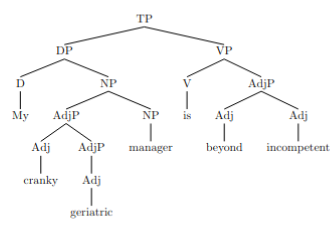 TP
DP VP
D NP V AdjP
My AdjP NP is Adj Adj
Adj AdjP manager beyond incompetent
cranky Adj
geriatric